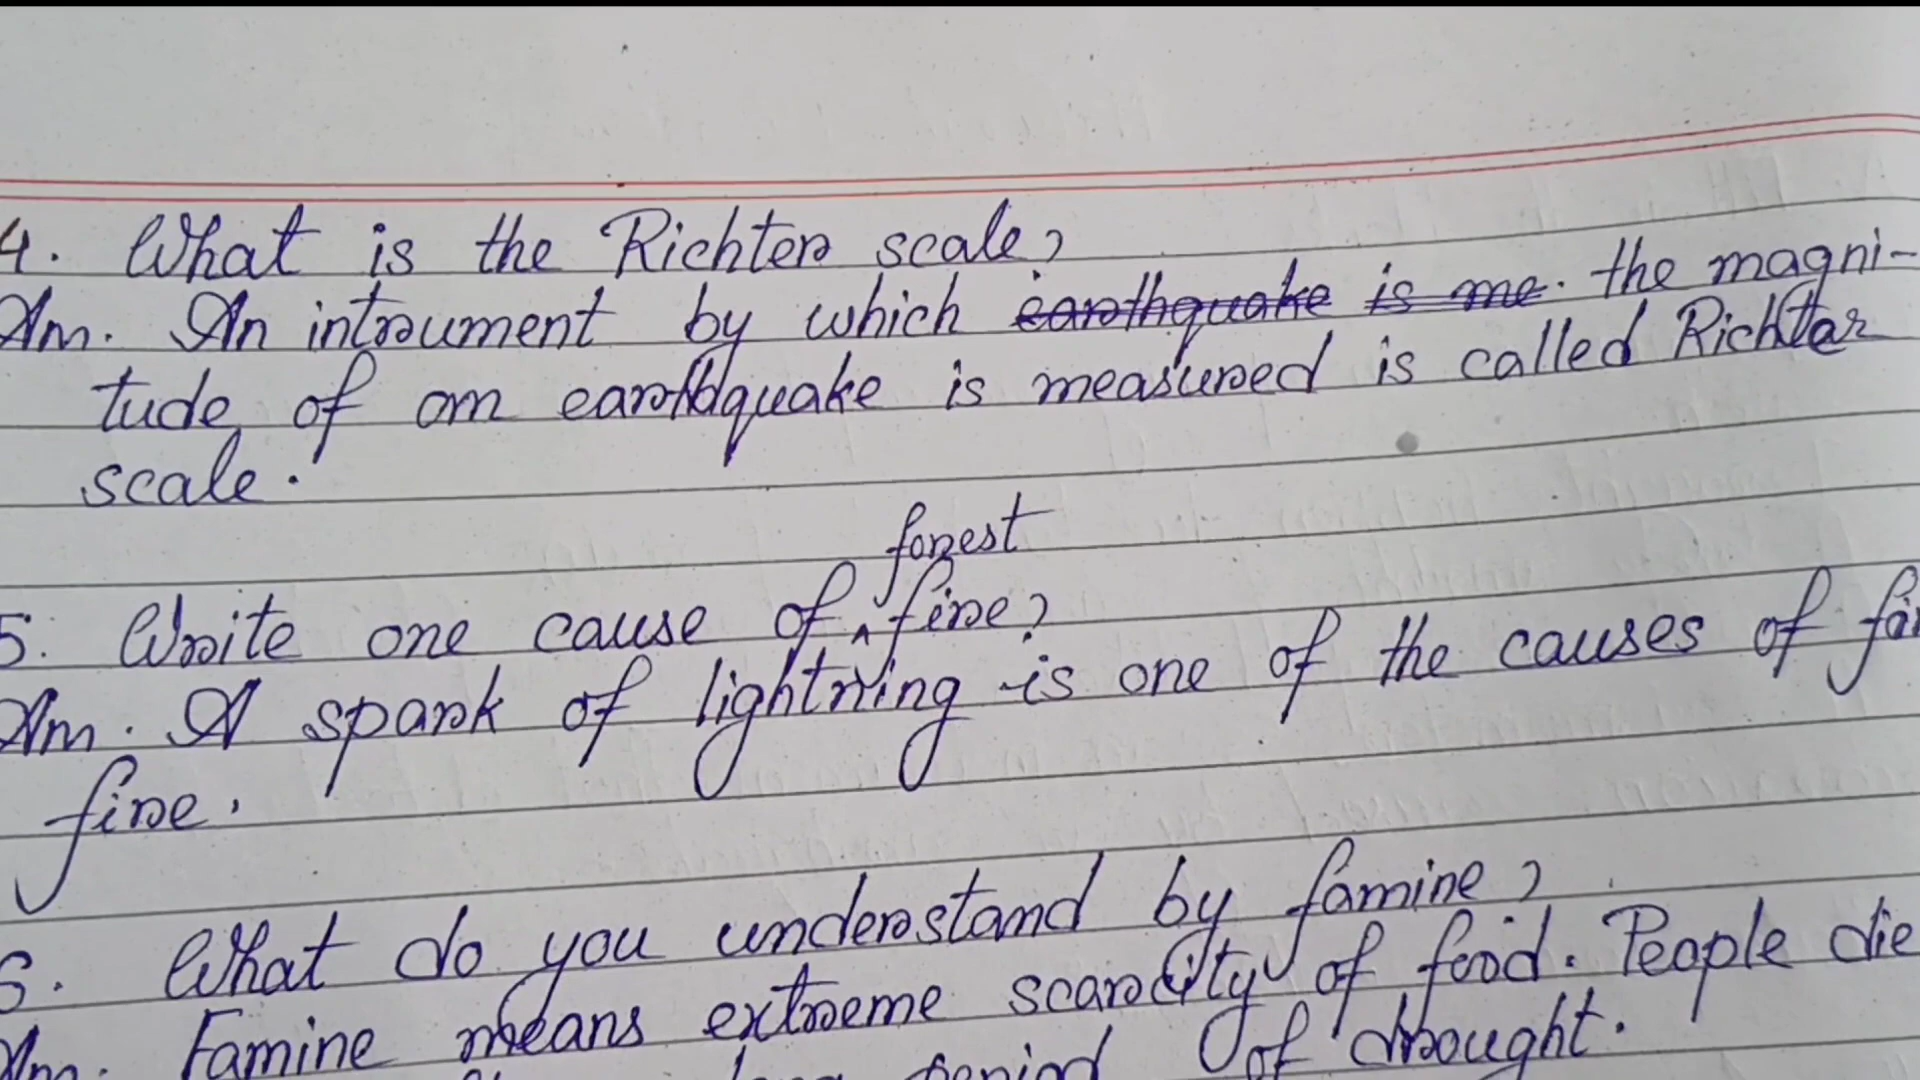 4. What is the Richter scale?
Ans. An intrument by which earthquake is me. the magni-
tude of an earthquake is measured is called Richtar
scale.
forest
5. Write one cause of ^ fire?
Ans. A spark of lightning is one of the causes of
fire.
6. What do you understand by famine?
Ans. Famine means extreme scarcity of food. People die
long period of drought.